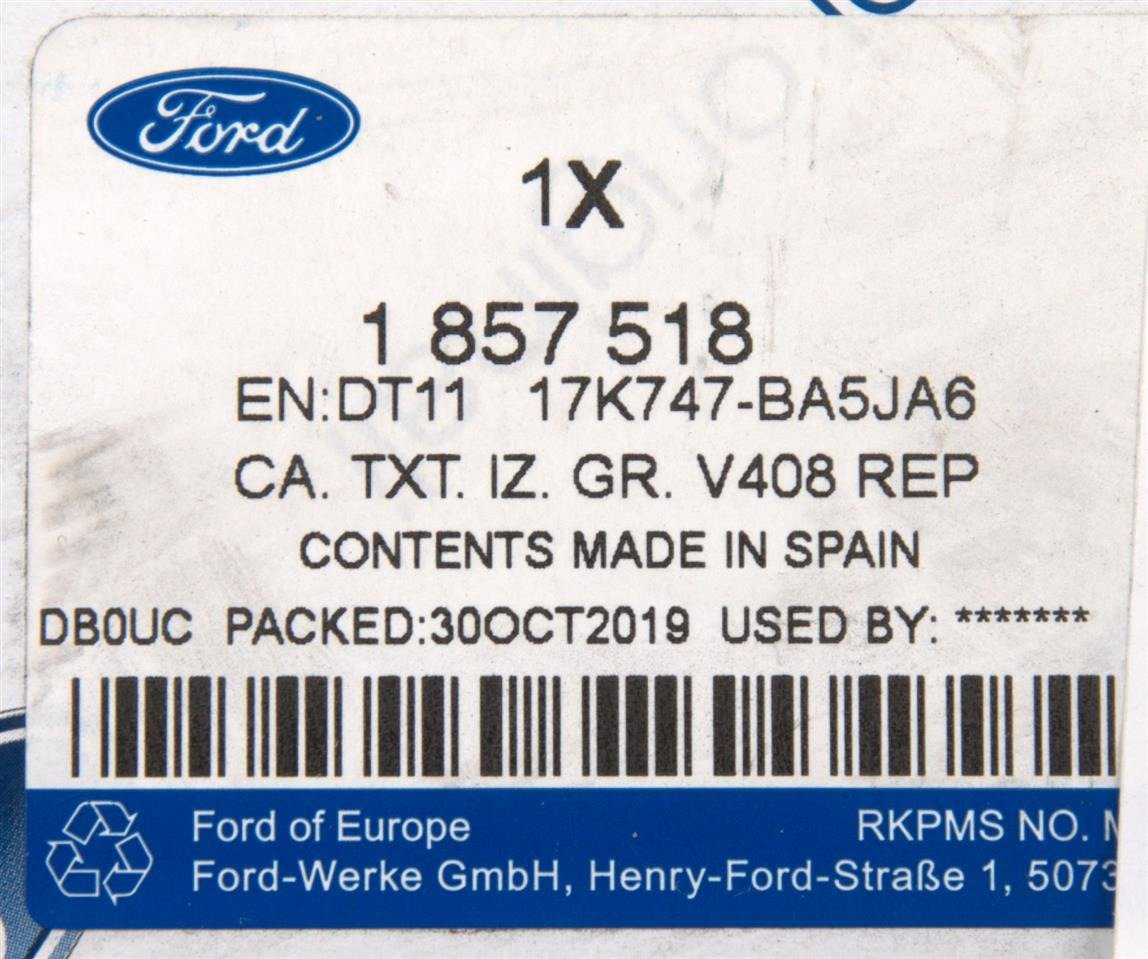 Ford
1X
1 857 518
EN:DT11 17K747-BA5JA6
CA. TXT. IZ. GR. V408 REP
CONTENTS MADE IN SPAIN
DB0UC PACKED:30OCT2019 USED BY: *******
Ford of Europe
RKPMS NO.
Ford-Werke GmbH, Henry-Ford-Straße 1, 5073